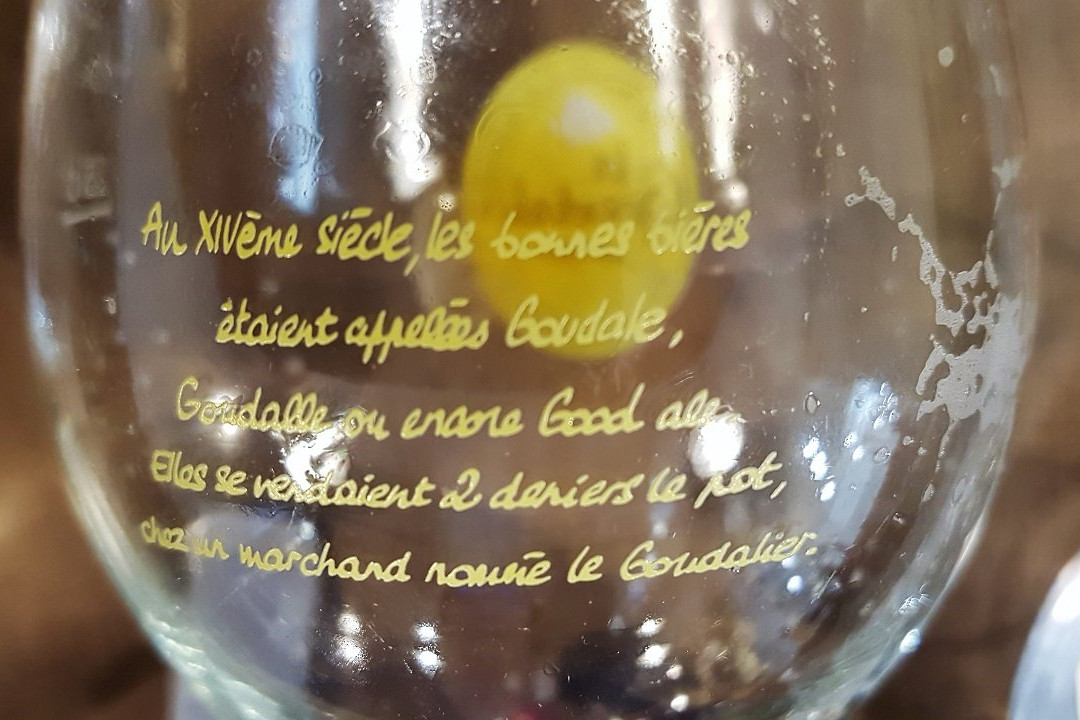 Au XIVème siècle, les bonnes bières
étaient appelées Goudale,
Goudalle ou encore Good ale.
Elles se vendaient 2 deniers le pot,
chez un marchand nommé le Goudalier.